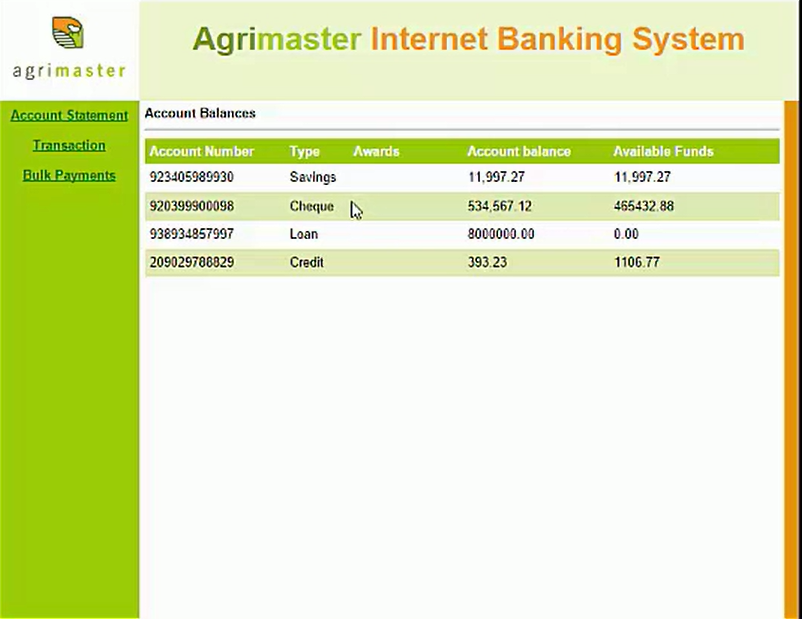 agrimaster
Agrimaster Internet Banking System
Account Statement
Transaction
Bulk Payments
Account Balances
Account Number Type Awards Account balance Available Funds
923405989930 Savings 11,997.27 11,997.27
920399900098 Cheque 534,567.12 465432.88
938934857997 Loan 8000000.00 0.00
209029788829 Credit 393.23 1106.77